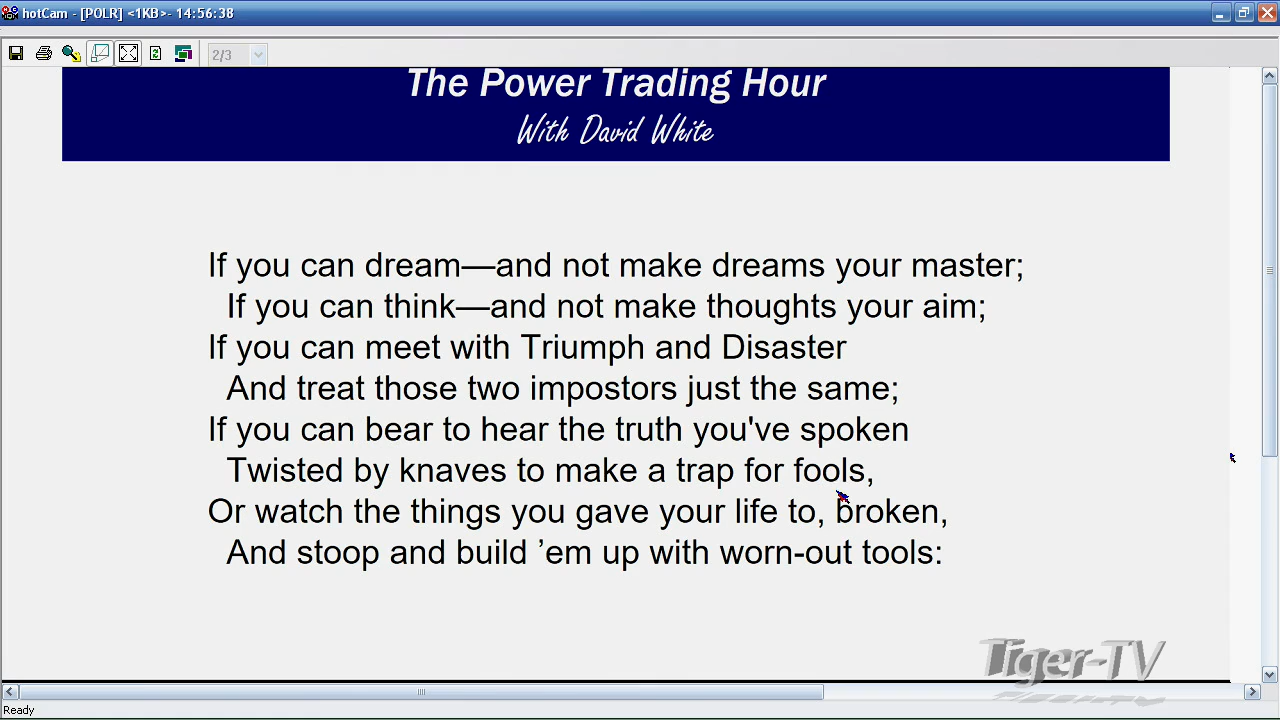 hotCam - [POLR] <1KB>- 14:56:38
2/3
The Power Trading Hour
With David White
If you can dream—and not make dreams your master;
If you can think—and not make thoughts your aim;
If you can meet with Triumph and Disaster
And treat those two impostors just the same;
If you can bear to hear the truth you've spoken
Twisted by knaves to make a trap for fools,
Or watch the things you gave your life to, broken,
And stoop and build ’em up with worn-out tools:
Tiger-TV
Ready